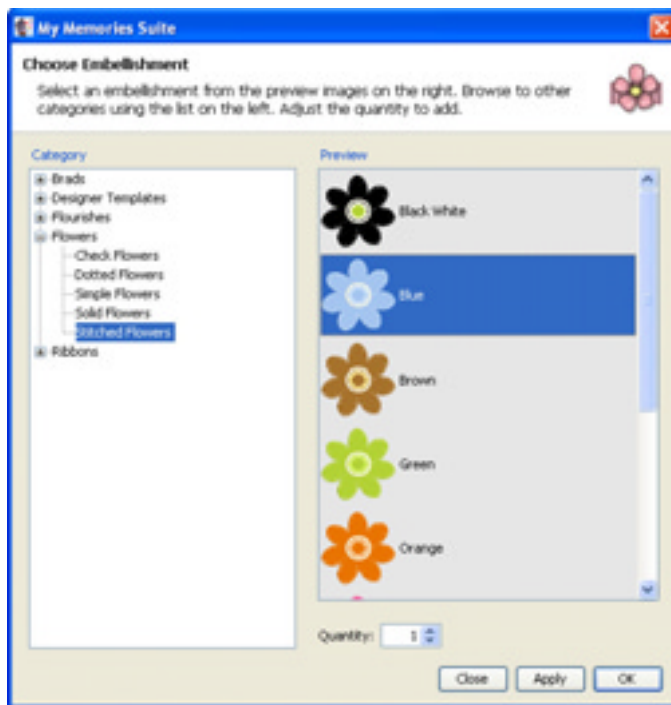 My Memories Suite
Choose Embellishment
Select an embellishment from the preview images on the right. Browse to other
categories using the list on the left. Adjust the quantity to add.
Category
Brads
Designer Templates
Flourishes
Flowers
Check Flowers
Dotted Flowers
Simple Flowers
Solid Flowers
Stitched Flowers
Ribbons
Preview
Black White
Blue
Brown
Green
Orange
Quantity: 1
Close Apply OK